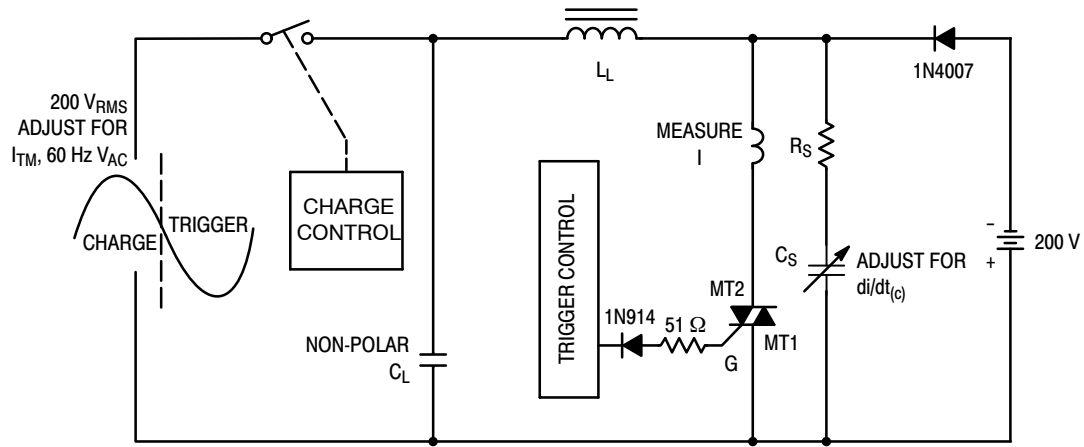 200 V_RMS
ADJUST FOR
I_TM, 60 Hz V_AC
CHARGE
TRIGGER
CHARGE
CONTROL
NON-POLAR
C_L
L_L
TRIGGER CONTROL
MEASURE
I
1N914
51 Ω
MT2
MT1
G
R_S
C_S
ADJUST FOR
di/dt_(c)
1N4007
-
+
200 V